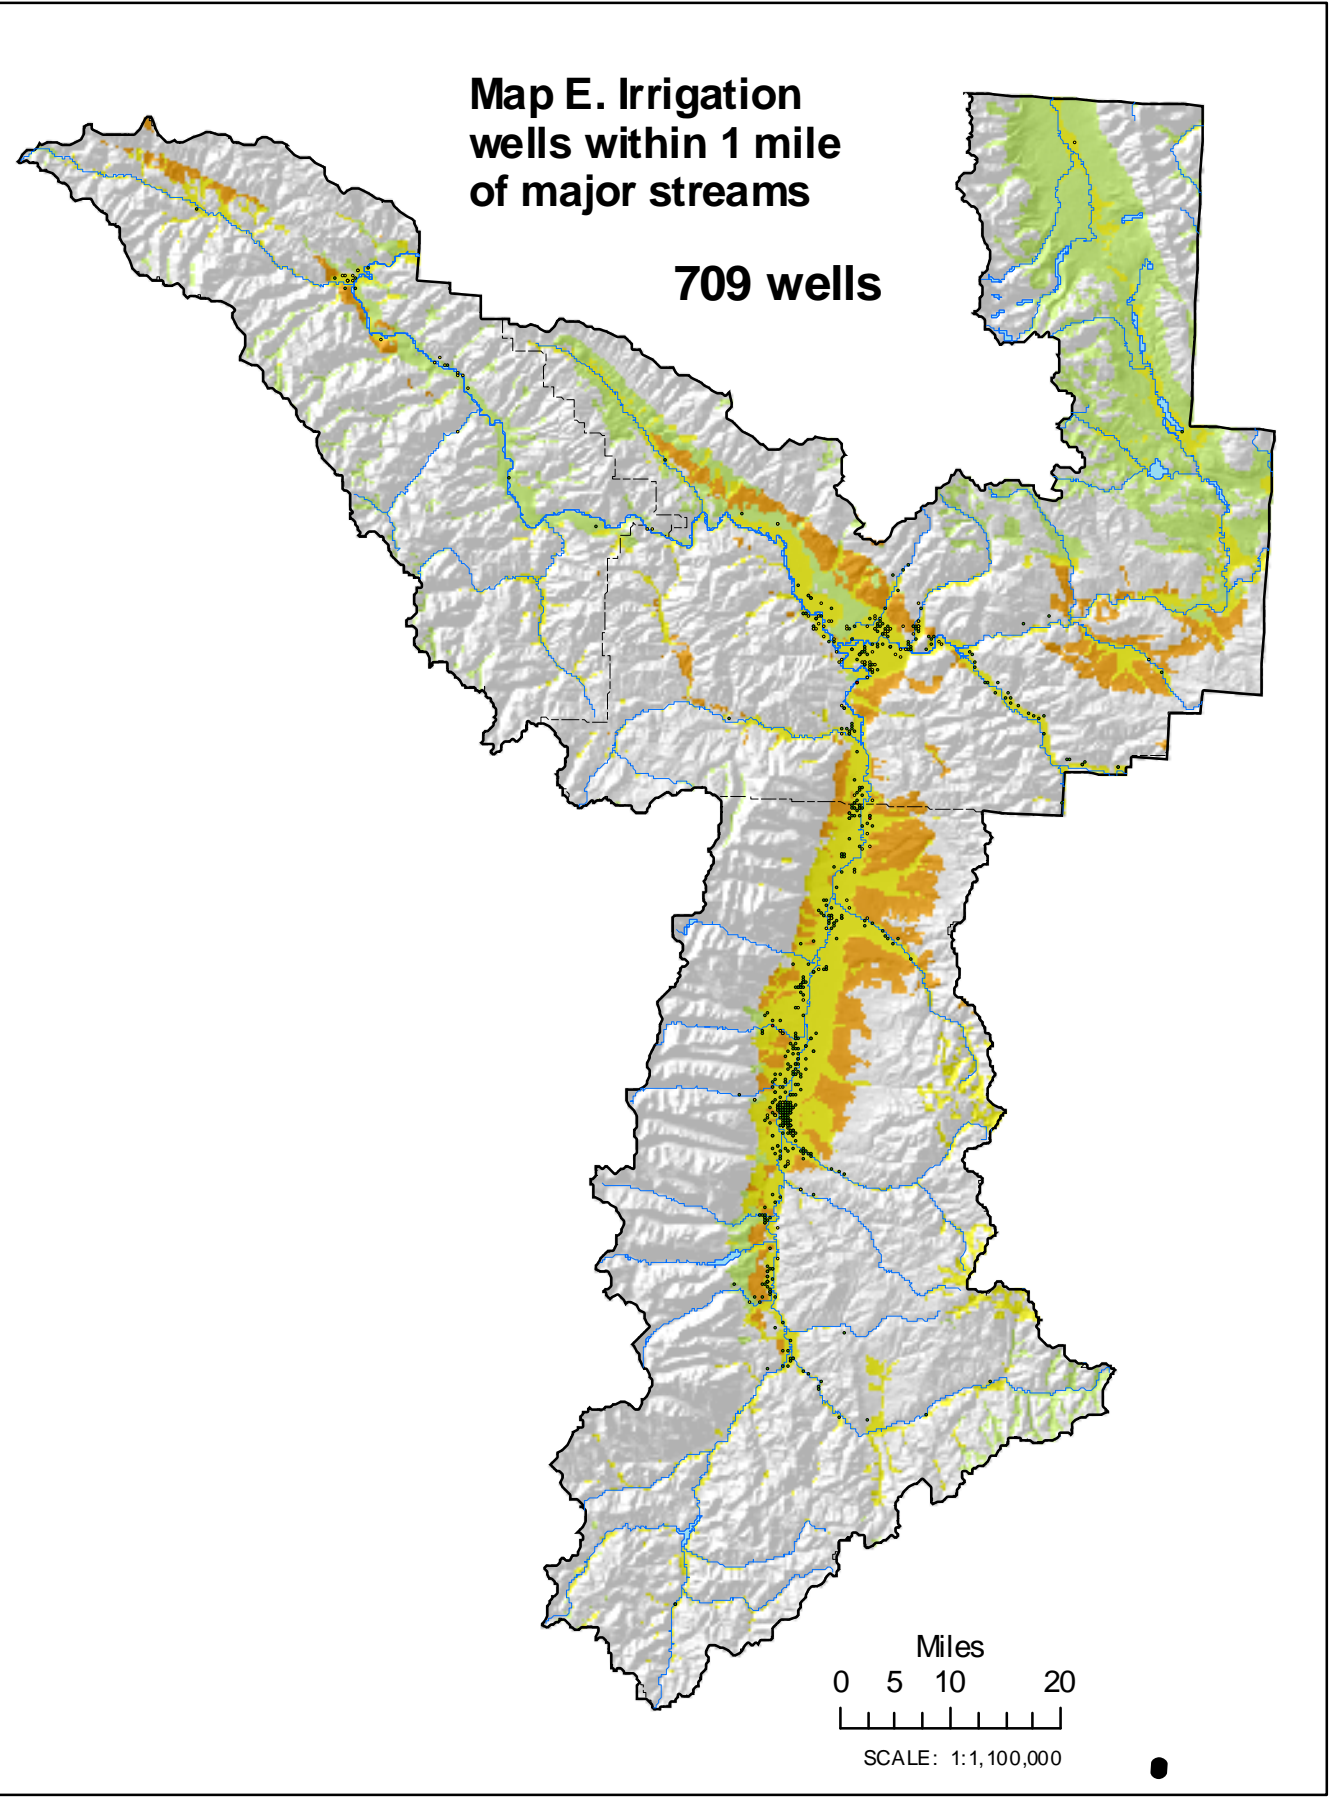 Map E. Irrigation
wells within 1 mile
of major streams
709 wells
Miles
0 5 10 20
SCALE: 1:1,100,000